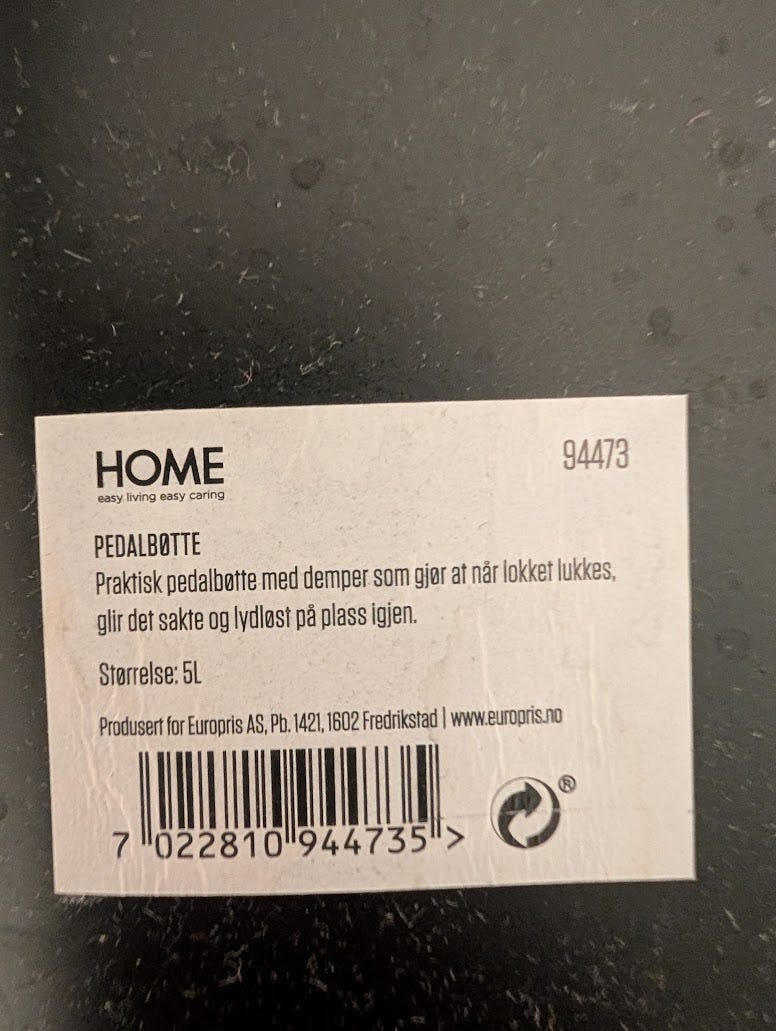 HOME
easy living easy caring
94473
PEDALBØTTE
Praktisk pedalbøtte med demper som gjør at når lokket lukkes,
glir det sakte og lydløst på plass igjen.
Størrelse: 5L
Produsert for Europris AS, Pb. 1421, 1602 Fredrikstad | www.europris.no
7 022810 944735 >
®